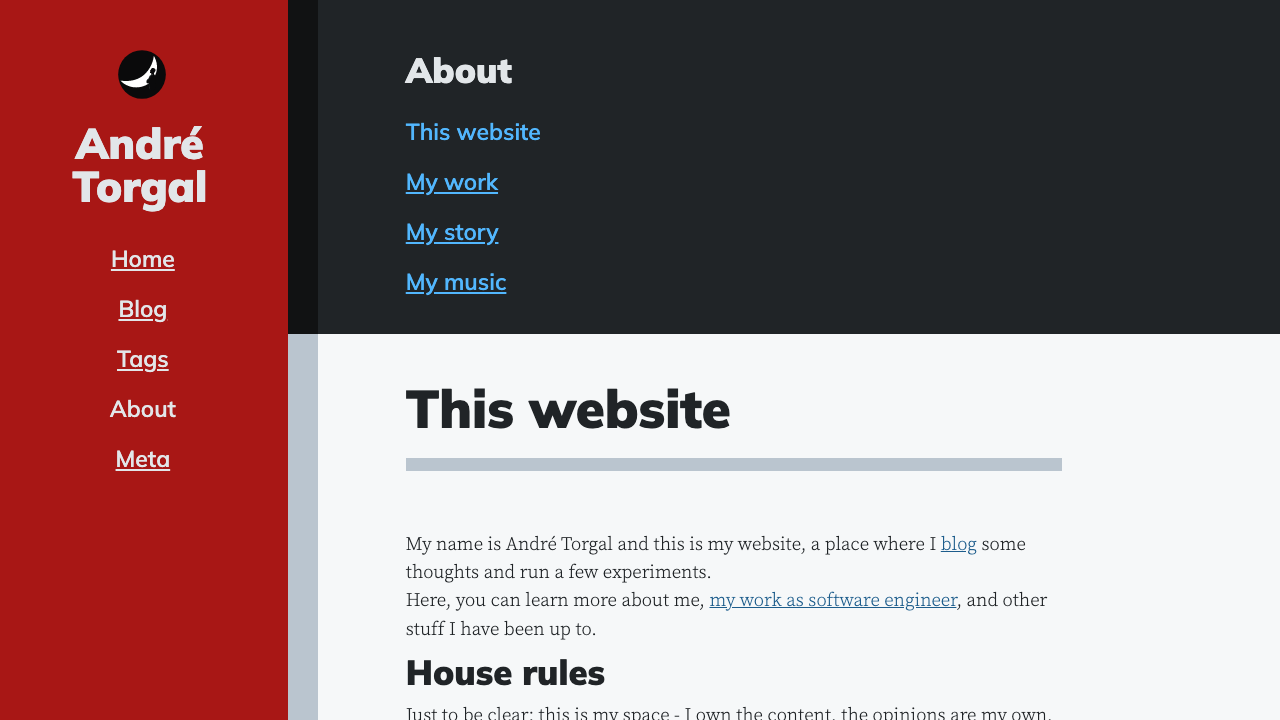 André
Torgal
Home
Blog
Tags
About
Meta
About
This website
My work
My story
My music
This website
My name is André Torgal and this is my website, a place where I blog some
thoughts and run a few experiments.
Here, you can learn more about me, my work as software engineer, and other
stuff I have been up to.
House rules
Just to be clear: this is my space - I own the content, the opinions are my own,